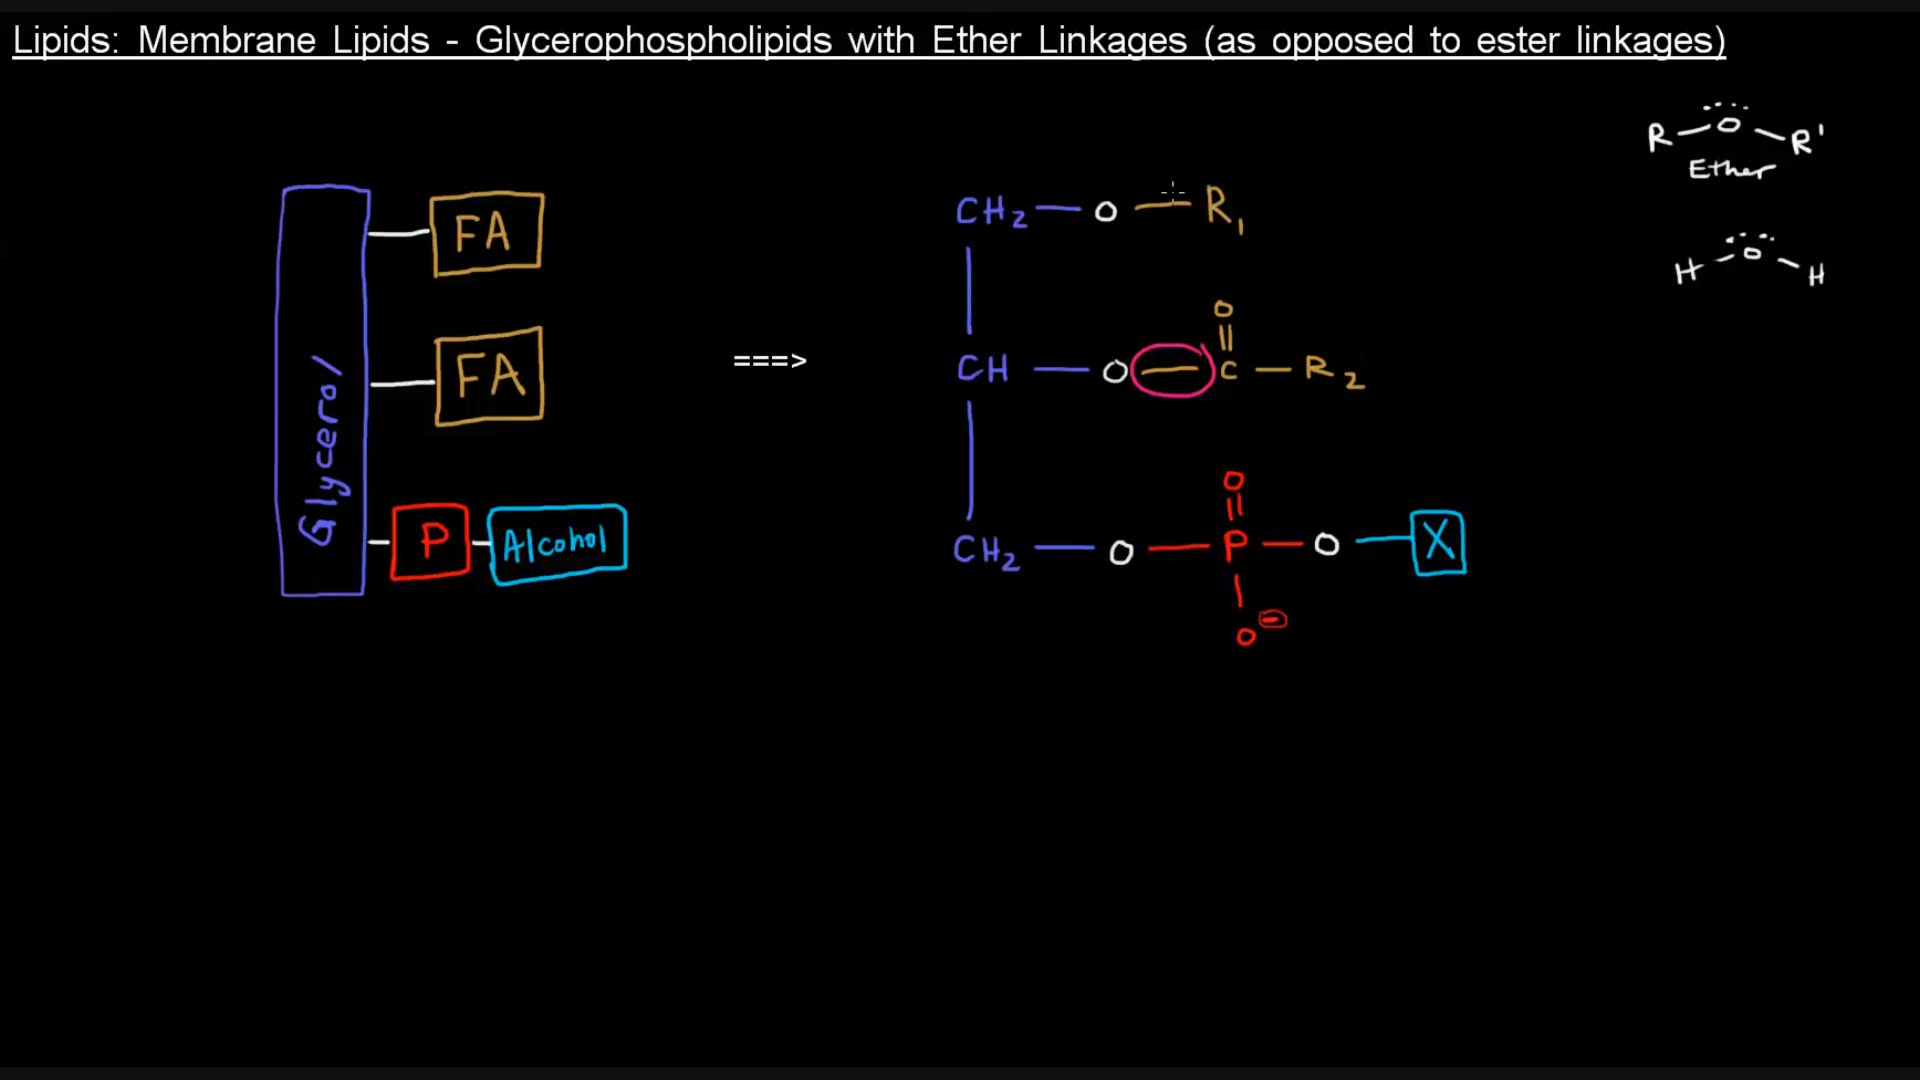 Lipids: Membrane Lipids - Glycerophospholipids with Ether Linkages (as opposed to ester linkages)
R - O - R'
Ether
H - O - H
Glycerol
FA
FA
P
Alcohol
===>
CH2 - O - R1
O
CH - O - C - R2
O
CH2 - O - P - O - X
O -